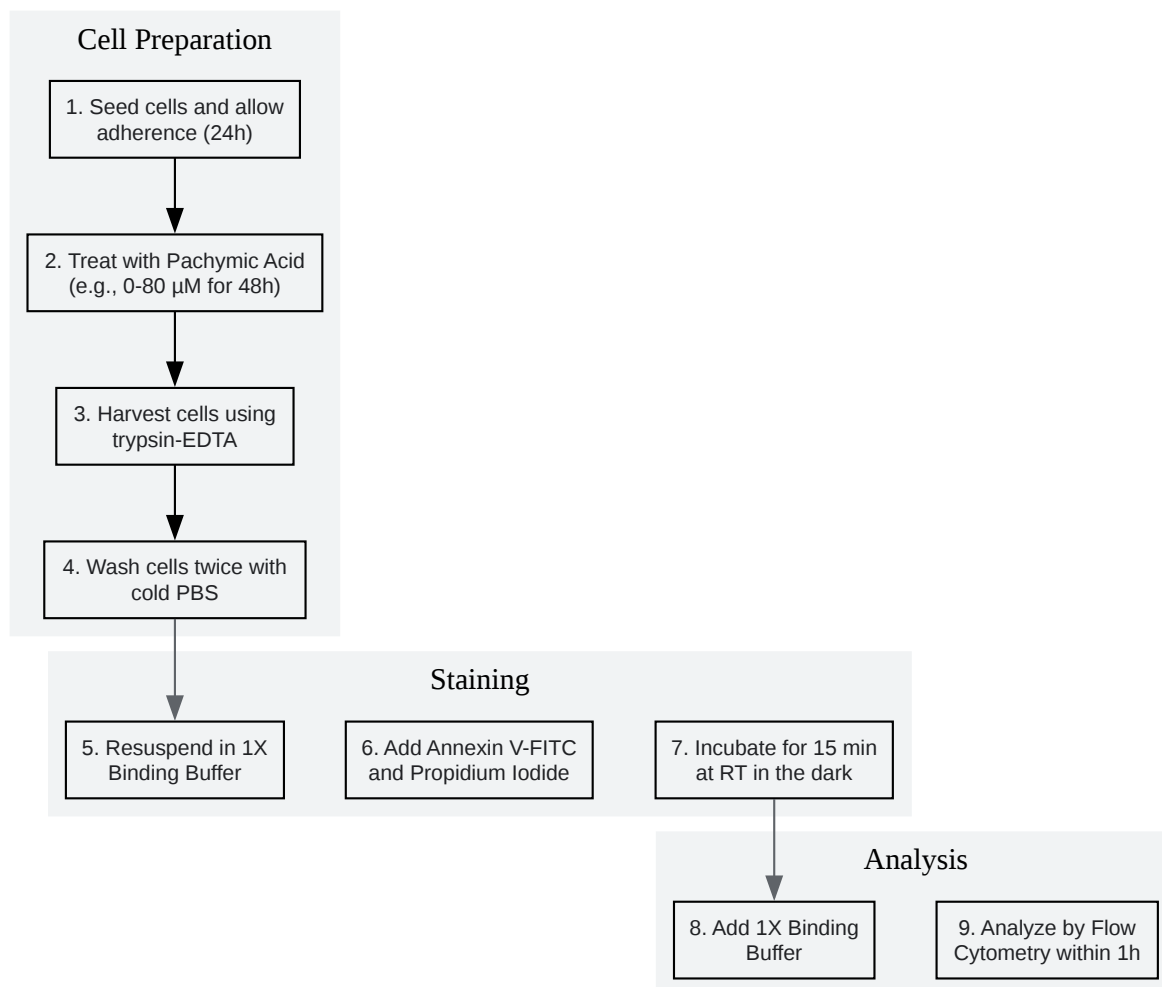 Cell Preparation
1. Seed cells and allow
adherence (24h)
2. Treat with Pachymic Acid
(e.g., 0-80 µM for 48h)
3. Harvest cells using
trypsin-EDTA
4. Wash cells twice with
cold PBS
Staining
5. Resuspend in 1X
Binding Buffer
6. Add Annexin V-FITC
and Propidium Iodide
7. Incubate for 15 min
at RT in the dark
Analysis
8. Add 1X Binding
Buffer
9. Analyze by Flow
Cytometry within 1h